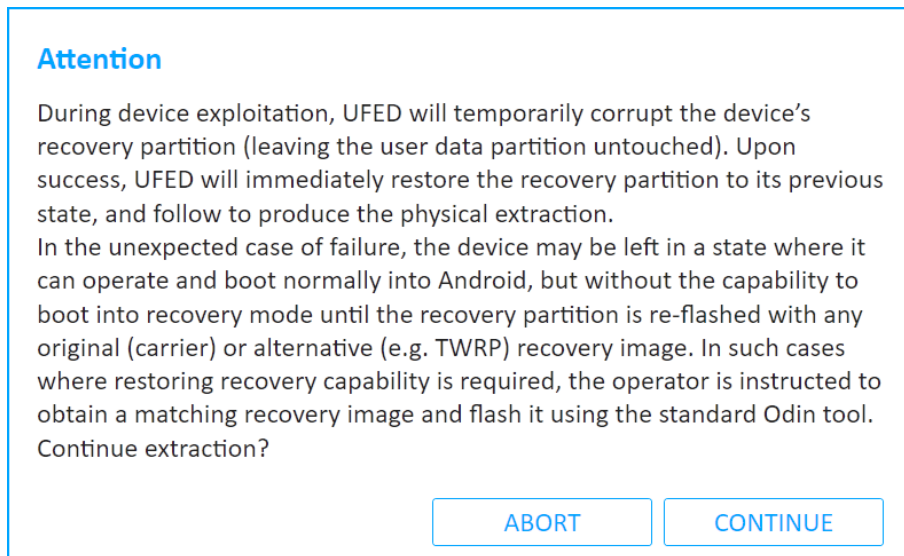 Attention
During device exploitation, UFED will temporarily corrupt the device’s
recovery partition (leaving the user data partition untouched). Upon
success, UFED will immediately restore the recovery partition to its previous
state, and follow to produce the physical extraction.
In the unexpected case of failure, the device may be left in a state where it
can operate and boot normally into Android, but without the capability to
boot into recovery mode until the recovery partition is re-flashed with any
original (carrier) or alternative (e.g. TWRP) recovery image. In such cases
where restoring recovery capability is required, the operator is instructed to
obtain a matching recovery image and flash it using the standard Odin tool.
Continue extraction?
ABORT CONTINUE